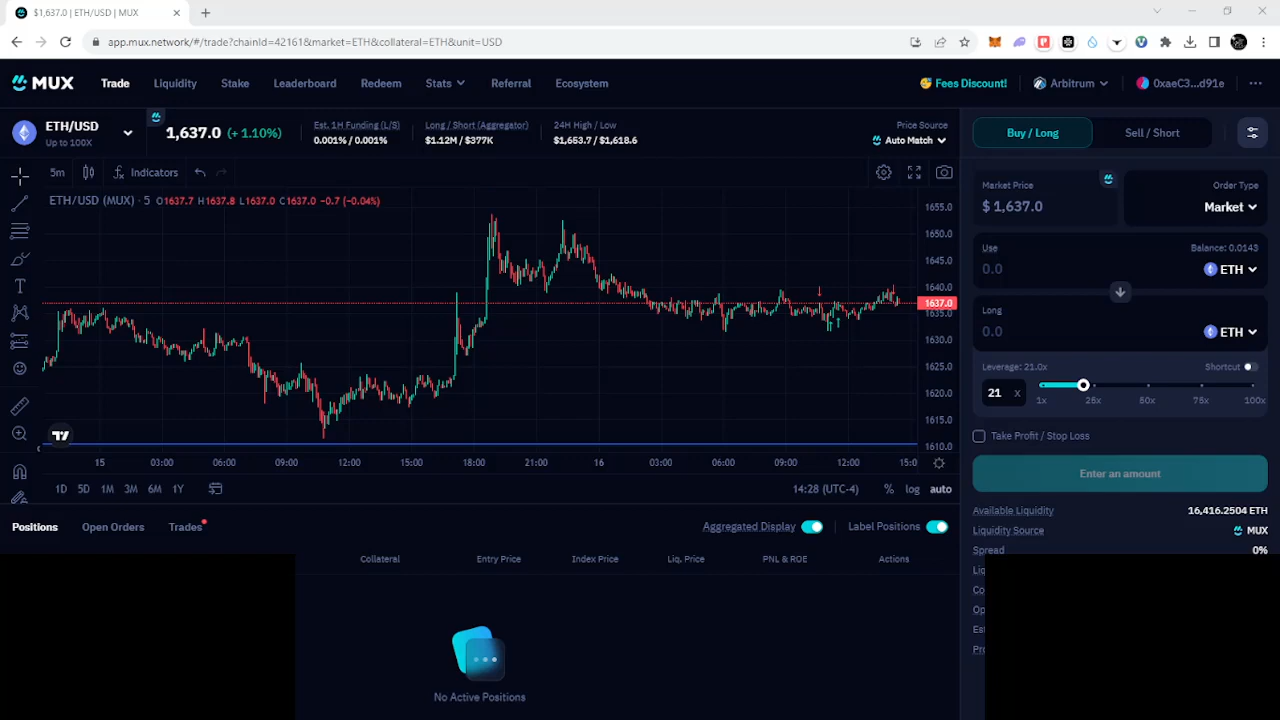 $1,637.0 | ETH/USD | MUX
app.mux.network/#/trade?chainId=42161&market=ETH&collateral=ETH&unit=USD
MUX Trade Liquidity Stake Leaderboard Redeem Stats Referral Ecosystem Fees Discount! Arbitrum 0xaeC3...d91e
ETH/USD
Up to 100X
1,637.0 (+ 1.10%)
Est. 1H Funding (L/S)
0.001% / 0.001%
Long / Short (Aggregator)
$1.12M / $377K
24H High / Low
$1,653.7 / $1,618.6
Price Source
Auto Match
Buy / Long Sell / Short
5m Indicators
ETH/USD (MUX) · 5 O1637.7 H1637.8 L1637.0 C1637.0 -0.7 (-0.04%)
1655.0
1650.0
1645.0
1640.0
1637.0
1635.0
1630.0
1625.0
1620.0
1615.0
1610.0
15 03:00 06:00 09:00 12:00 15:00 18:00 21:00 16 03:00 06:00 09:00 12:00 15:0
1D 5D 1M 3M 6M 1Y 14:28 (UTC-4) % log auto
Market Price
$ 1,637.0
Order Type
Market
Use Balance: 0.0143
0.0 ETH
Long
0.0 ETH
Leverage: 21.0x Shortcut
21 x
1x 25x 50x 75x 100x
Take Profit / Stop Loss
Enter an amount
Available Liquidity 16,416.2504 ETH
Liquidity Source MUX
Spread 0%
Liq
Co
Op
Est
Pro
Positions Open Orders Trades Aggregated Display Label Positions
Collateral Entry Price Index Price Liq. Price PNL & ROE Actions
No Active Positions